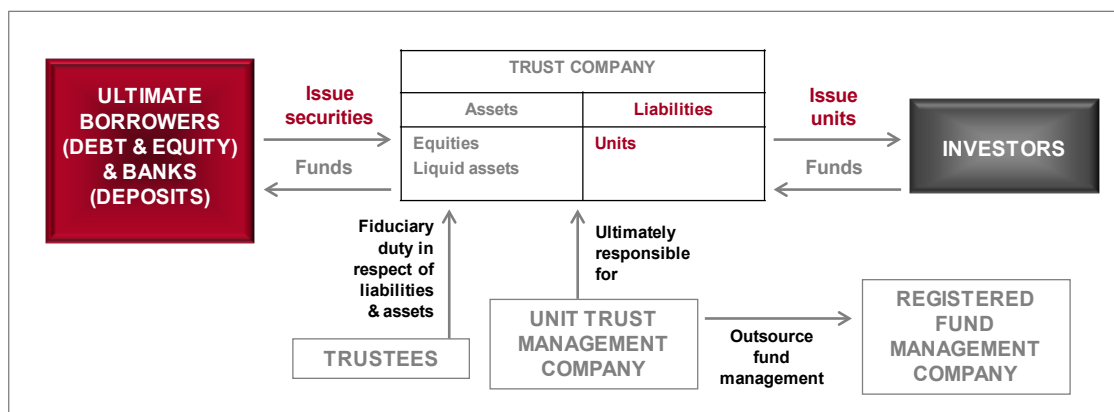 ULTIMATE
BORROWERS
(DEBT & EQUITY)
& BANKS
(DEPOSITS)
Issue
securities
Funds
TRUST COMPANY
Assets
Liabilities
Equities
Liquid assets
Units
Issue
units
Funds
INVESTORS
Fiduciary
duty in
respect of
liabilities
& assets
Ultimately
responsible
for
TRUSTEES
UNIT TRUST
MANAGEMENT
COMPANY
Outsource
fund
management
REGISTERED
FUND
MANAGEMENT
COMPANY